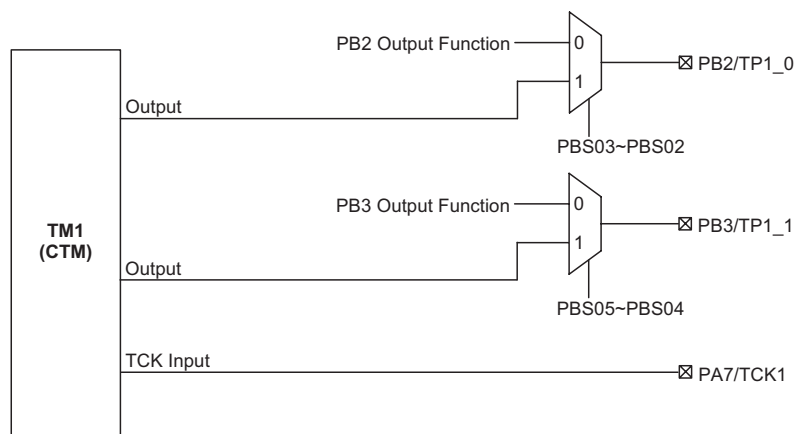 PB2 Output Function
0
1
PB2/TP1_0
Output
PBS03~PBS02
PB3 Output Function
0
1
PB3/TP1_1
TM1
(CTM)
Output
PBS05~PBS04
TCK Input
PA7/TCK1